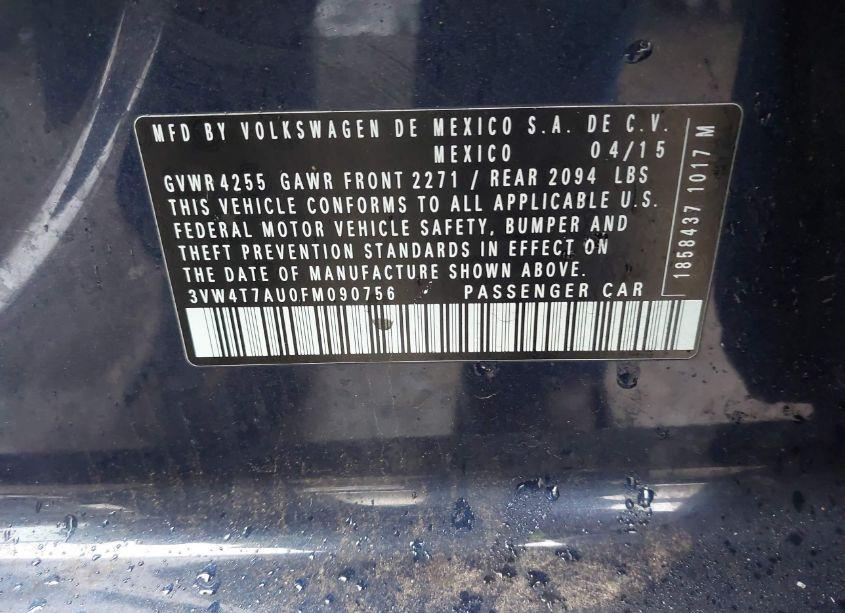 MFD BY VOLKSWAGEN DE MEXICO S.A. DE C.V.
MEXICO 04/15
GVWR 4255 GAWR FRONT 2271 / REAR 2094 LBS
THIS VEHICLE CONFORMS TO ALL APPLICABLE U.S.
FEDERAL MOTOR VEHICLE SAFETY, BUMPER AND
THEFT PREVENTION STANDARDS IN EFFECT ON
THE DATE OF MANUFACTURE SHOWN ABOVE.
3VW4T7AU0FM090756 PASSENGER CAR
1858437 1017 M